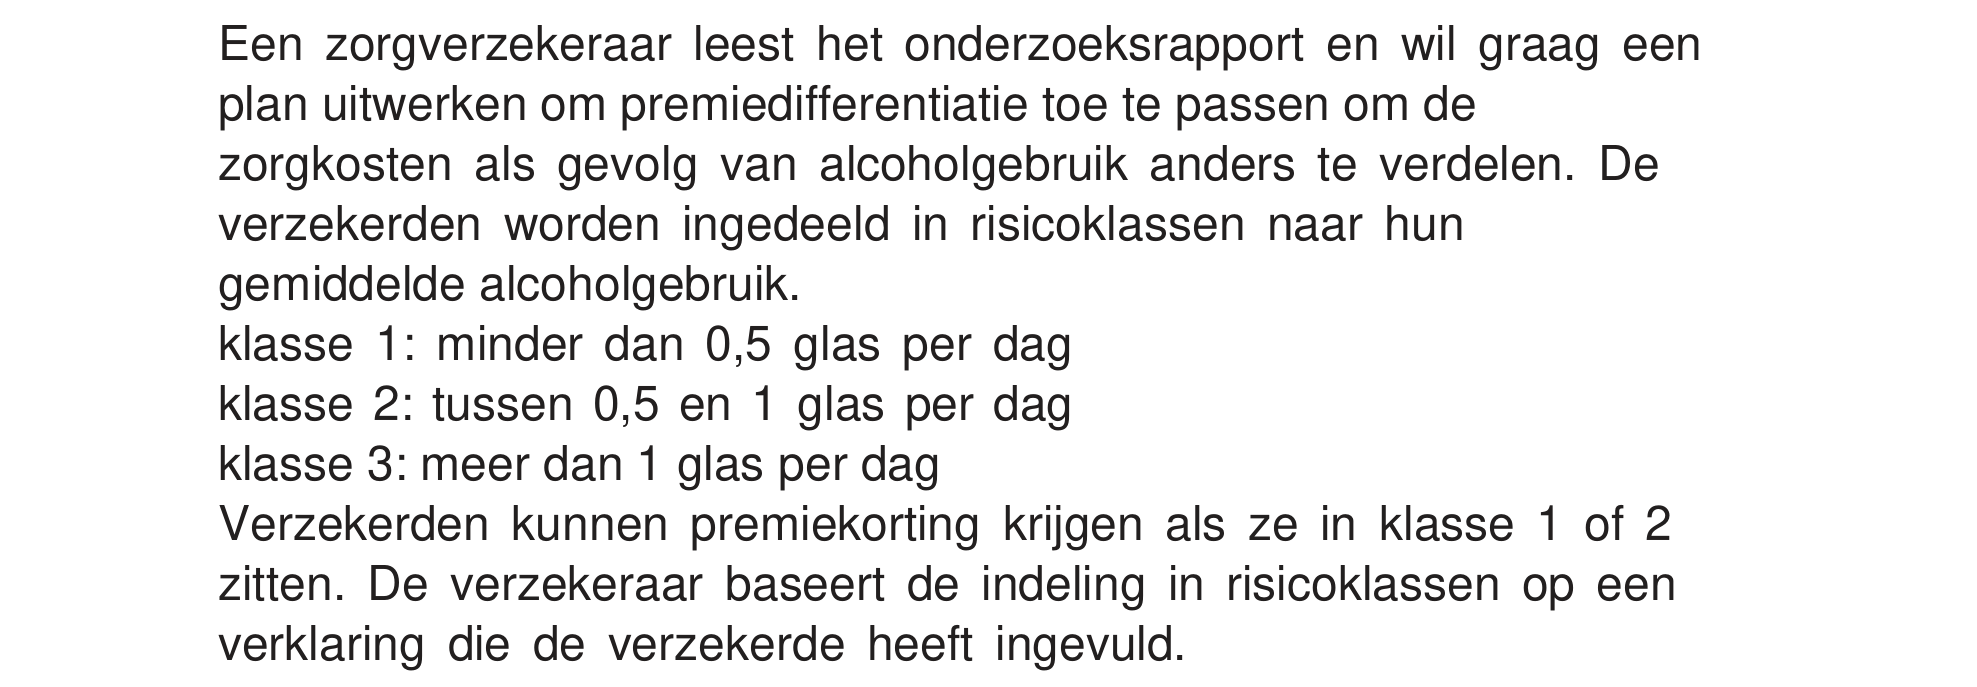 Een zorgverzekeraar leest het onderzoeksrapport en wil graag een
plan uitwerken om premiedifferentiatie toe te passen om de
zorgkosten als gevolg van alcoholgebruik anders te verdelen. De
verzekerden worden ingedeeld in risicoklassen naar hun
gemiddelde alcoholgebruik.
klasse 1: minder dan 0,5 glas per dag
klasse 2: tussen 0,5 en 1 glas per dag
klasse 3: meer dan 1 glas per dag
Verzekerden kunnen premiekorting krijgen als ze in klasse 1 of 2
zitten. De verzekeraar baseert de indeling in risicoklassen op een
verklaring die de verzekerde heeft ingevuld.